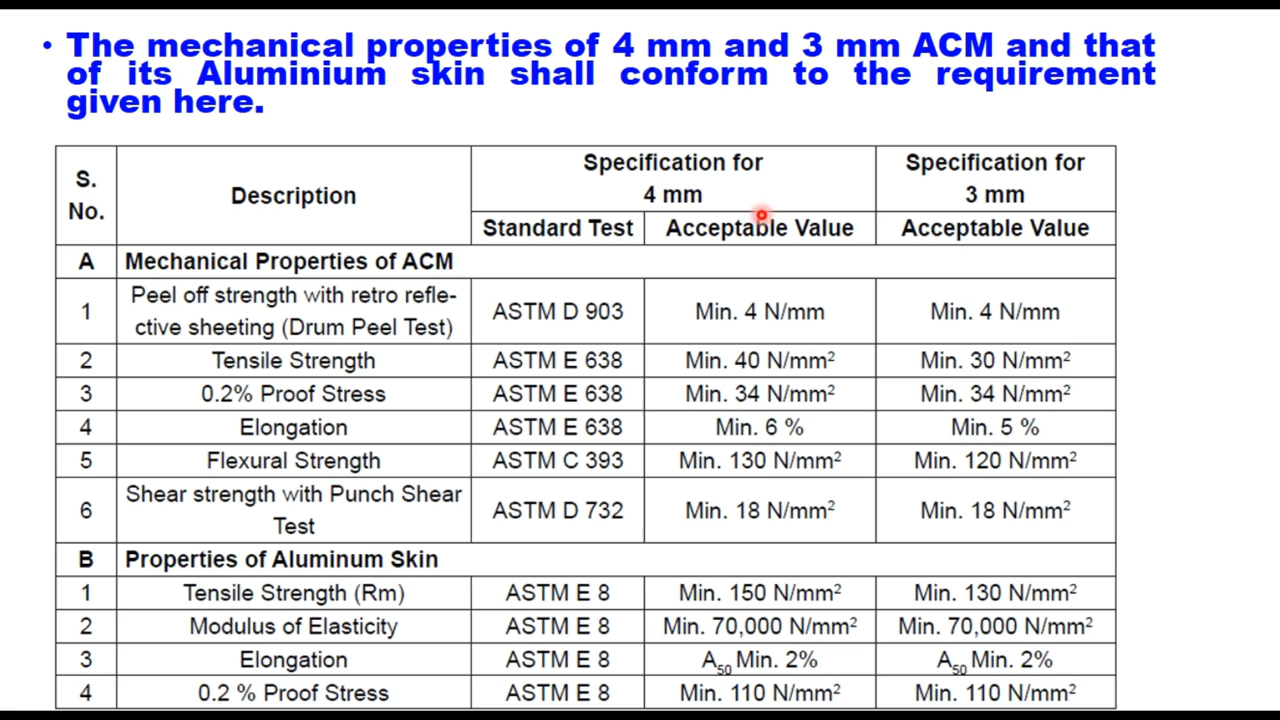 • The mechanical properties of 4 mm and 3 mm ACM and that
of its Aluminium skin shall conform to the requirement
given here.
S. No. Description Specification for 4 mm Specification for 3 mm
Standard Test Acceptable Value Acceptable Value
A Mechanical Properties of ACM
1 Peel off strength with retro refle-
ctive sheeting (Drum Peel Test) ASTM D 903 Min. 4 N/mm Min. 4 N/mm
2 Tensile Strength ASTM E 638 Min. 40 N/mm² Min. 30 N/mm²
3 0.2% Proof Stress ASTM E 638 Min. 34 N/mm² Min. 34 N/mm²
4 Elongation ASTM E 638 Min. 6 % Min. 5 %
5 Flexural Strength ASTM C 393 Min. 130 N/mm² Min. 120 N/mm²
6 Shear strength with Punch Shear
Test ASTM D 732 Min. 18 N/mm² Min. 18 N/mm²
B Properties of Aluminum Skin
1 Tensile Strength (Rm) ASTM E 8 Min. 150 N/mm² Min. 130 N/mm²
2 Modulus of Elasticity ASTM E 8 Min. 70,000 N/mm² Min. 70,000 N/mm²
3 Elongation ASTM E 8 A₅₀ Min. 2% A₅₀ Min. 2%
4 0.2 % Proof Stress ASTM E 8 Min. 110 N/mm² Min. 110 N/mm²